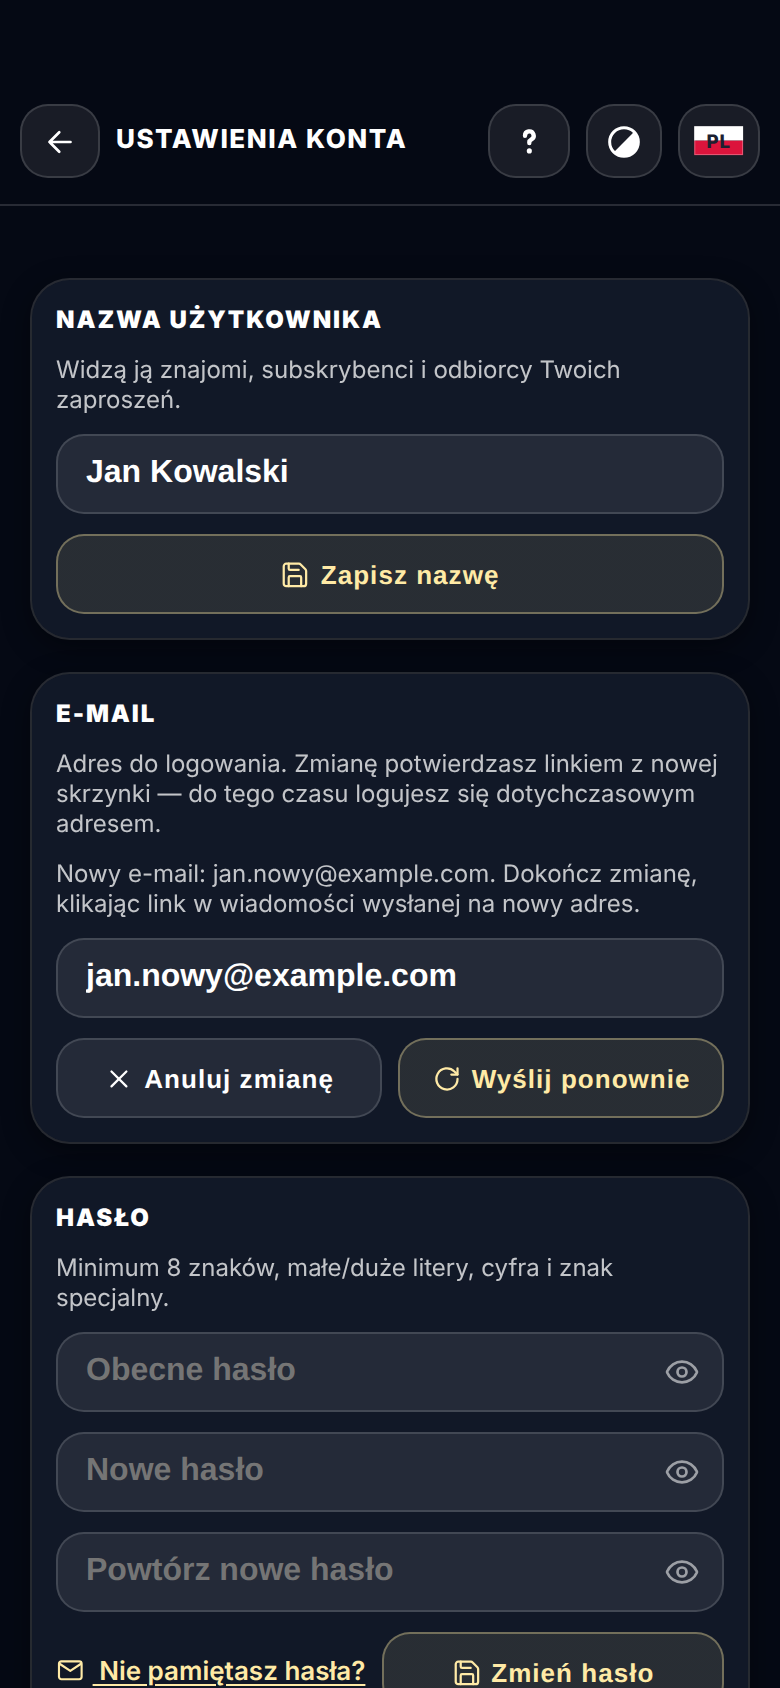 USTAWIENIA KONTA
?
PL
NAZWA UŻYTKOWNIKA
Widzą ją znajomi, subskrybenci i odbiorcy Twoich
zaproszeń.
Jan Kowalski
Zapisz nazwę
E-MAIL
Adres do logowania. Zmianę potwierdzasz linkiem z nowej
skrzynki — do tego czasu logujesz się dotychczasowym
adresem.
Nowy e-mail: jan.nowy@example.com. Dokończ zmianę,
klikając link w wiadomości wysłanej na nowy adres.
jan.nowy@example.com
Anuluj zmianę
Wyślij ponownie
HASŁO
Minimum 8 znaków, małe/duże litery, cyfra i znak
specjalny.
Obecne hasło
Nowe hasło
Powtórz nowe hasło
Nie pamiętasz hasła?
Zmień hasło